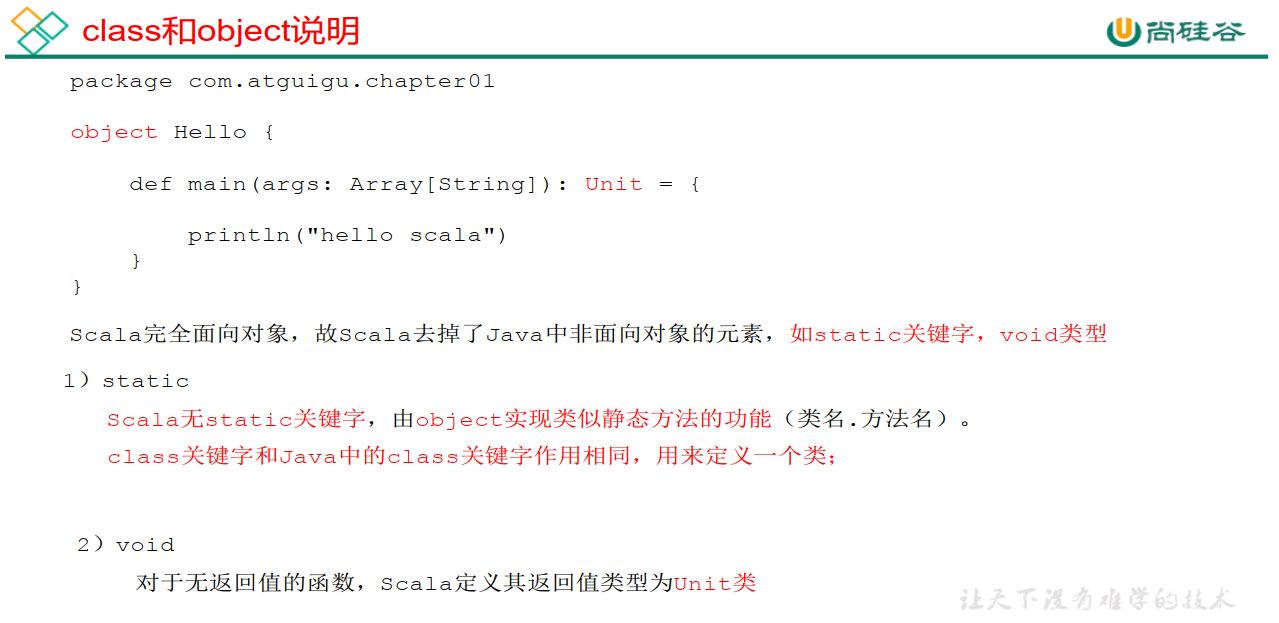 class和object说明
尚硅谷
package com.atguigu.chapter01
object Hello {
def main(args: Array[String]): Unit = {
println("hello scala")
}
}
Scala完全面向对象，故Scala去掉了Java中非面向对象的元素，如static关键字，void类型
1）static
Scala无static关键字，由object实现类似静态方法的功能（类名.方法名）。
class关键字和Java中的class关键字作用相同，用来定义一个类；
2）void
对于无返回值的函数，Scala定义其返回值类型为Unit类
让天下没有难学的技术